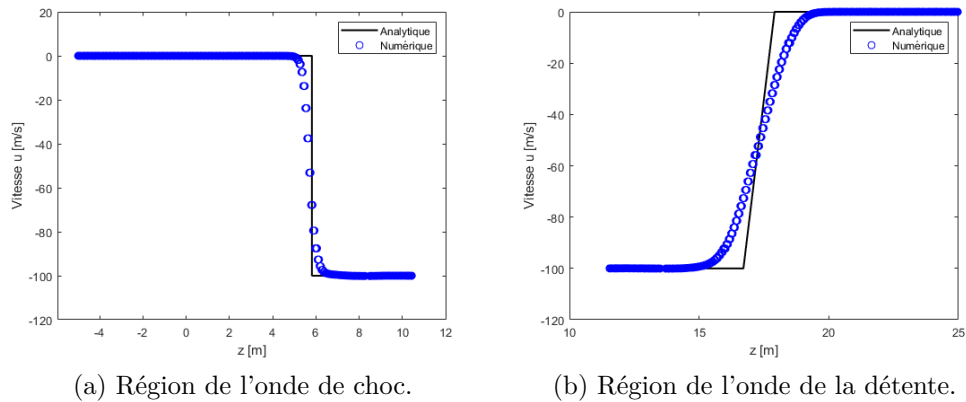 20
0
-20
-40
-60
-80
-100
-120
-4
-2
0
2
4
6
8
10
12
z [m]
Vitesse u [m/s]
Analytique
Numérique
(a) Région de l'onde de choc.
0
-20
-40
-60
-80
-100
-120
10
15
20
25
z [m]
Vitesse u [m/s]
Analytique
Numérique
(b) Région de l'onde de la détente.